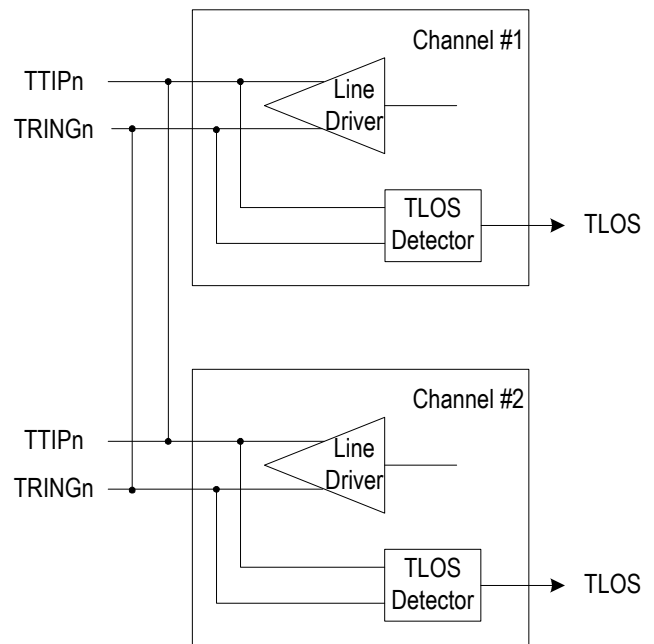 Channel #1
TTIPn
Line
Driver
TRINGn
TLOS
Detector
TLOS
Channel #2
TTIPn
Line
Driver
TRINGn
TLOS
Detector
TLOS